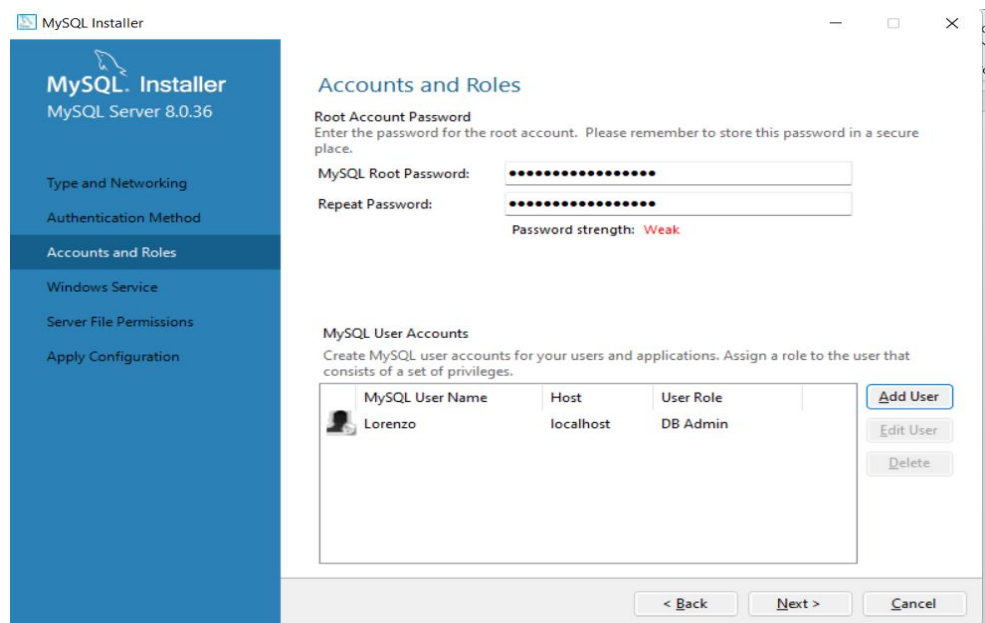 MySQL Installer
MySQL. Installer
MySQL Server 8.0.36
Type and Networking
Authentication Method
Accounts and Roles
Windows Service
Server File Permissions
Apply Configuration
Accounts and Roles
Root Account Password
Enter the password for the root account. Please remember to store this password in a secure
place.
MySQL Root Password: •••••••••••••••••
Repeat Password: •••••••••••••••••
Password strength: Weak
MySQL User Accounts
Create MySQL user accounts for your users and applications. Assign a role to the user that
consists of a set of privileges.
MySQL User Name Host User Role
Lorenzo localhost DB Admin
Add User
Edit User
Delete
< Back Next > Cancel